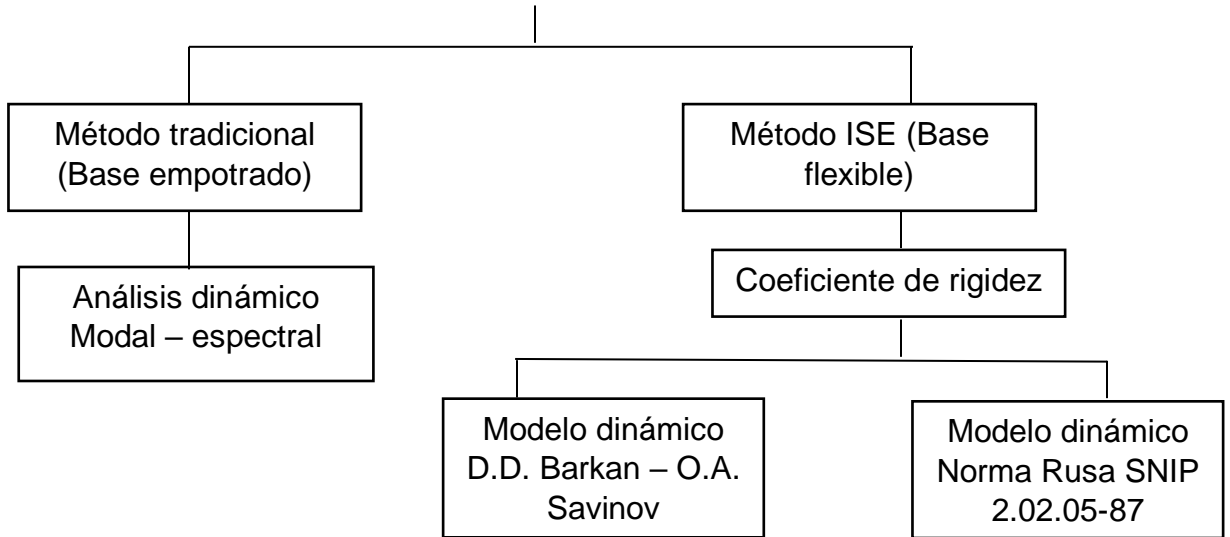 Método tradicional
(Base empotrado)
Método ISE (Base
flexible)
Análisis dinámico
Modal – espectral
Coeficiente de rigidez
Modelo dinámico
D.D. Barkan – O.A.
Savinov
Modelo dinámico
Norma Rusa SNIP
2.02.05-87